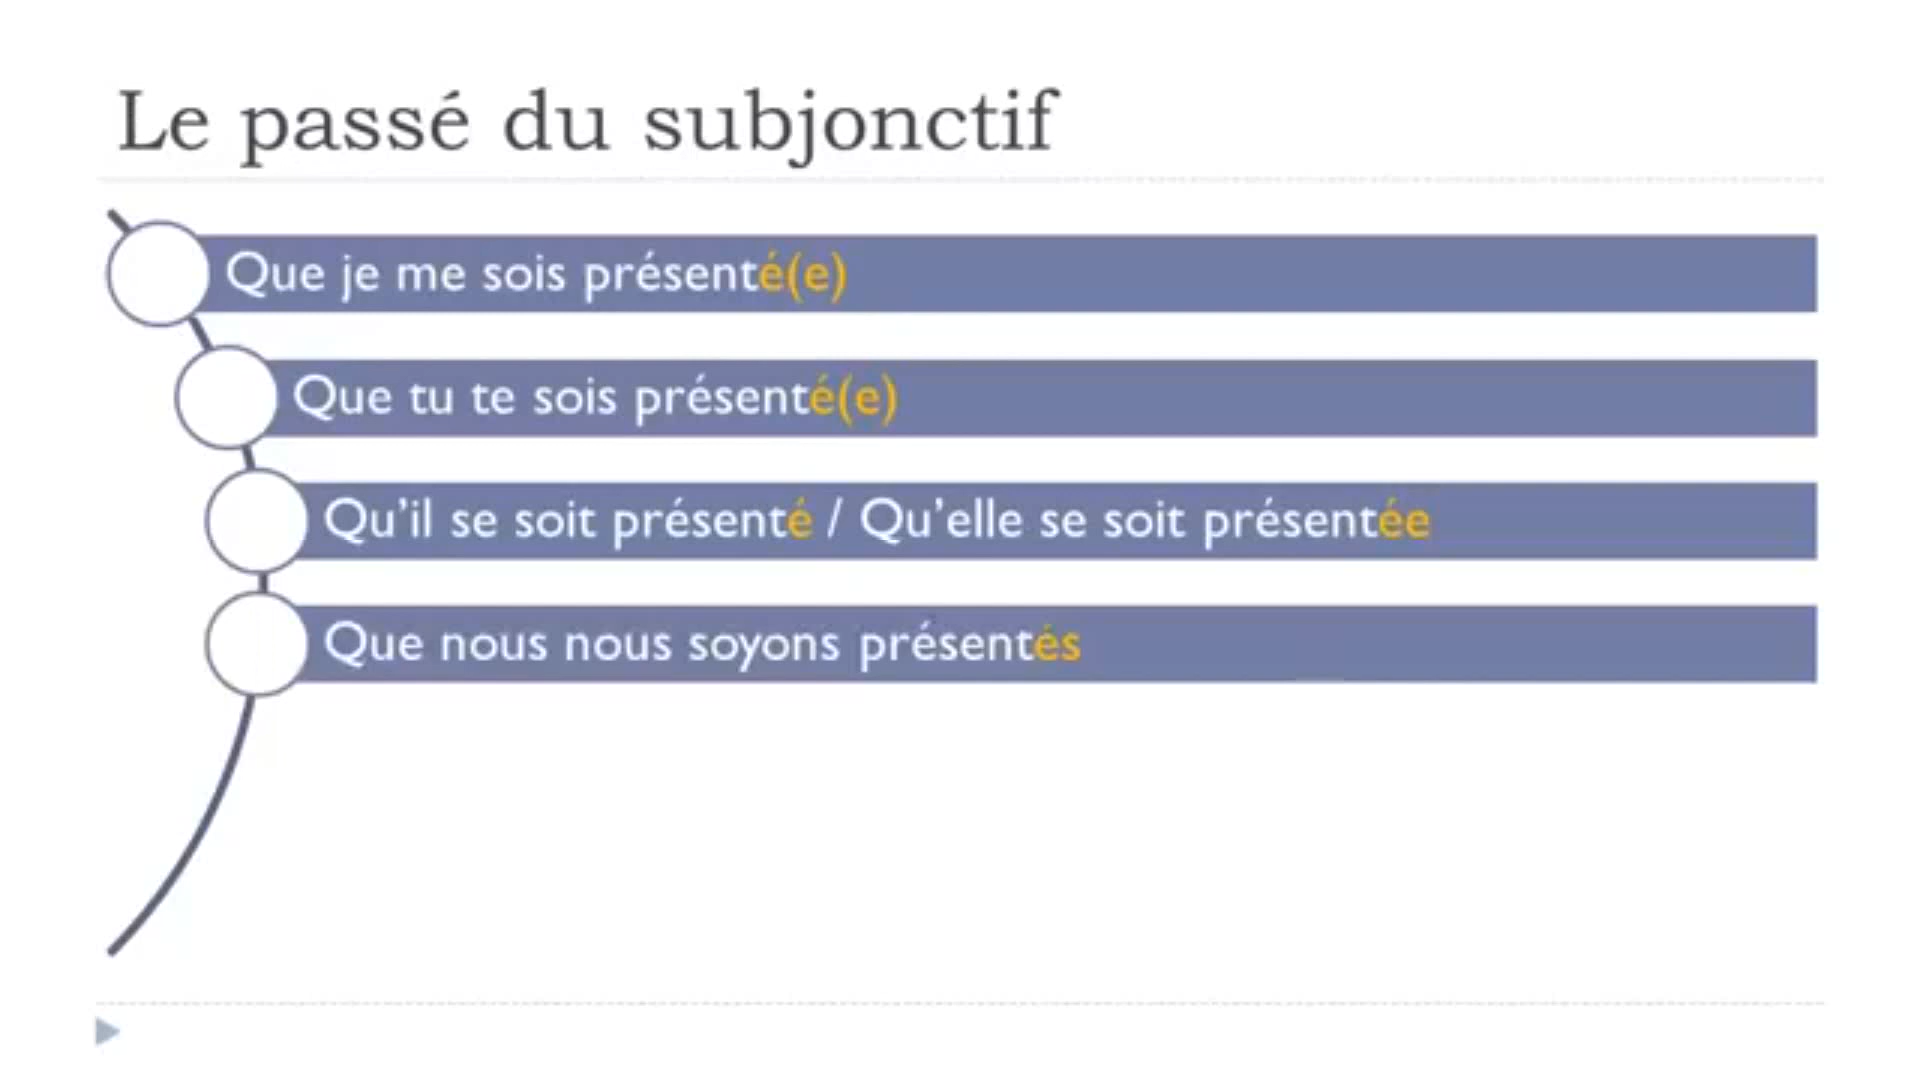 Le passé du subjonctif
Que je me sois présenté(e)
Que tu te sois présenté(e)
Qu’il se soit présenté / Qu’elle se soit présentée
Que nous nous soyons présentés